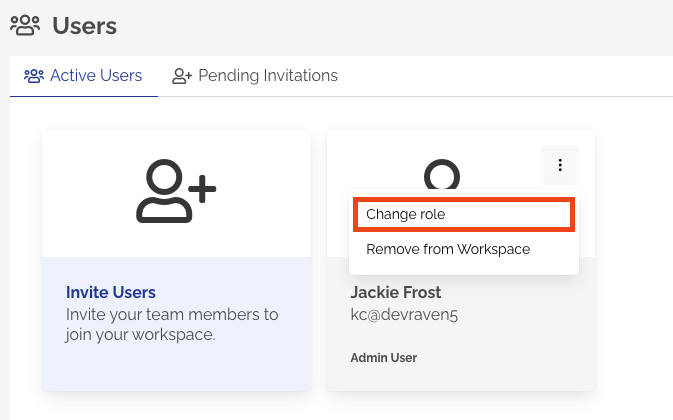 Users
Active Users
Pending Invitations
Change role
Remove from Workspace
Invite Users
Invite your team members to
join your workspace.
Jackie Frost
kc@devraven5
Admin User